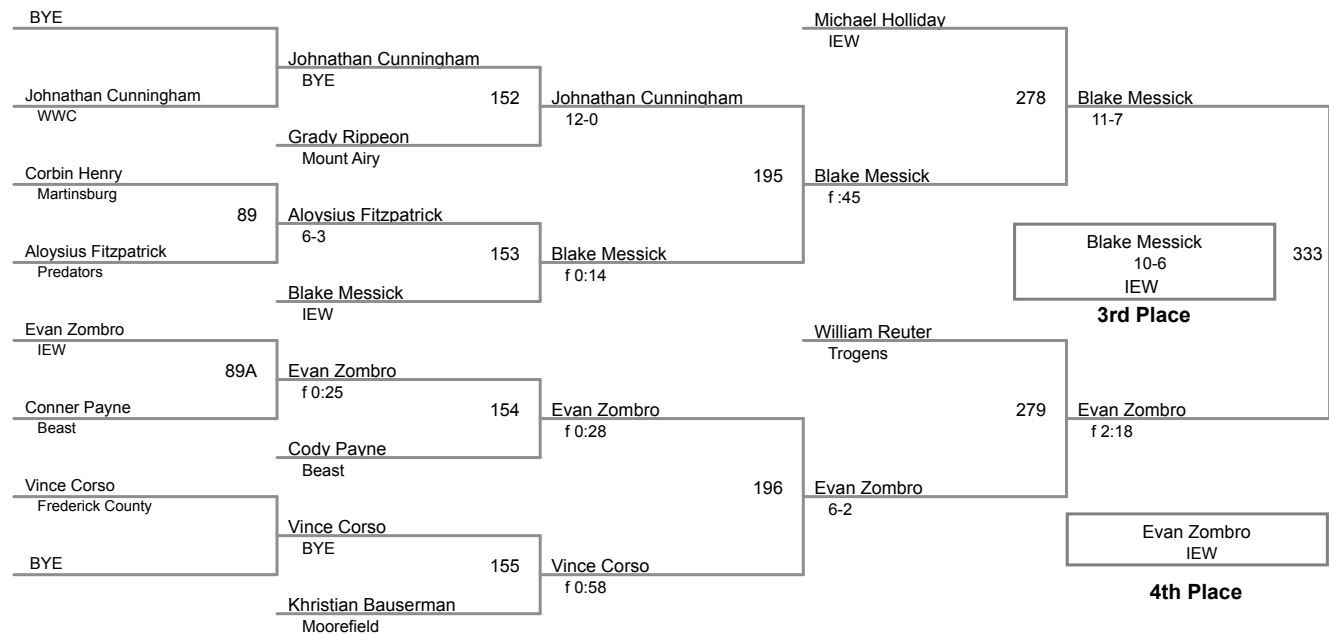 BYE
Johnathan Cunningham
WWC
Corbin Henry
Martinsburg
Aloysius Fitzpatrick
Predators
Evan Zombro
IEW
Conner Payne
Beast
Vince Corso
Frederick County
BYE
89
89A
Johnathan Cunningham
BYE
Grady Rippeon
Mount Airy
Aloysius Fitzpatrick
6-3
Blake Messick
IEW
Evan Zombro
f 0:25
Cody Payne
Beast
Vince Corso
BYE
Khristian Bauserman
Moorefield
152
153
154
155
Johnathan Cunningham
12-0
Blake Messick
f 0:14
Evan Zombro
f 0:28
Vince Corso
f 0:58
195
196
Michael Holliday
IEW
Blake Messick
f :45
William Reuter
Trogens
Evan Zombro
6-2
278
279
Blake Messick
11-7
Evan Zombro
f 2:18
333
Blake Messick
10-6
IEW
3rd Place
Evan Zombro
IEW
4th Place